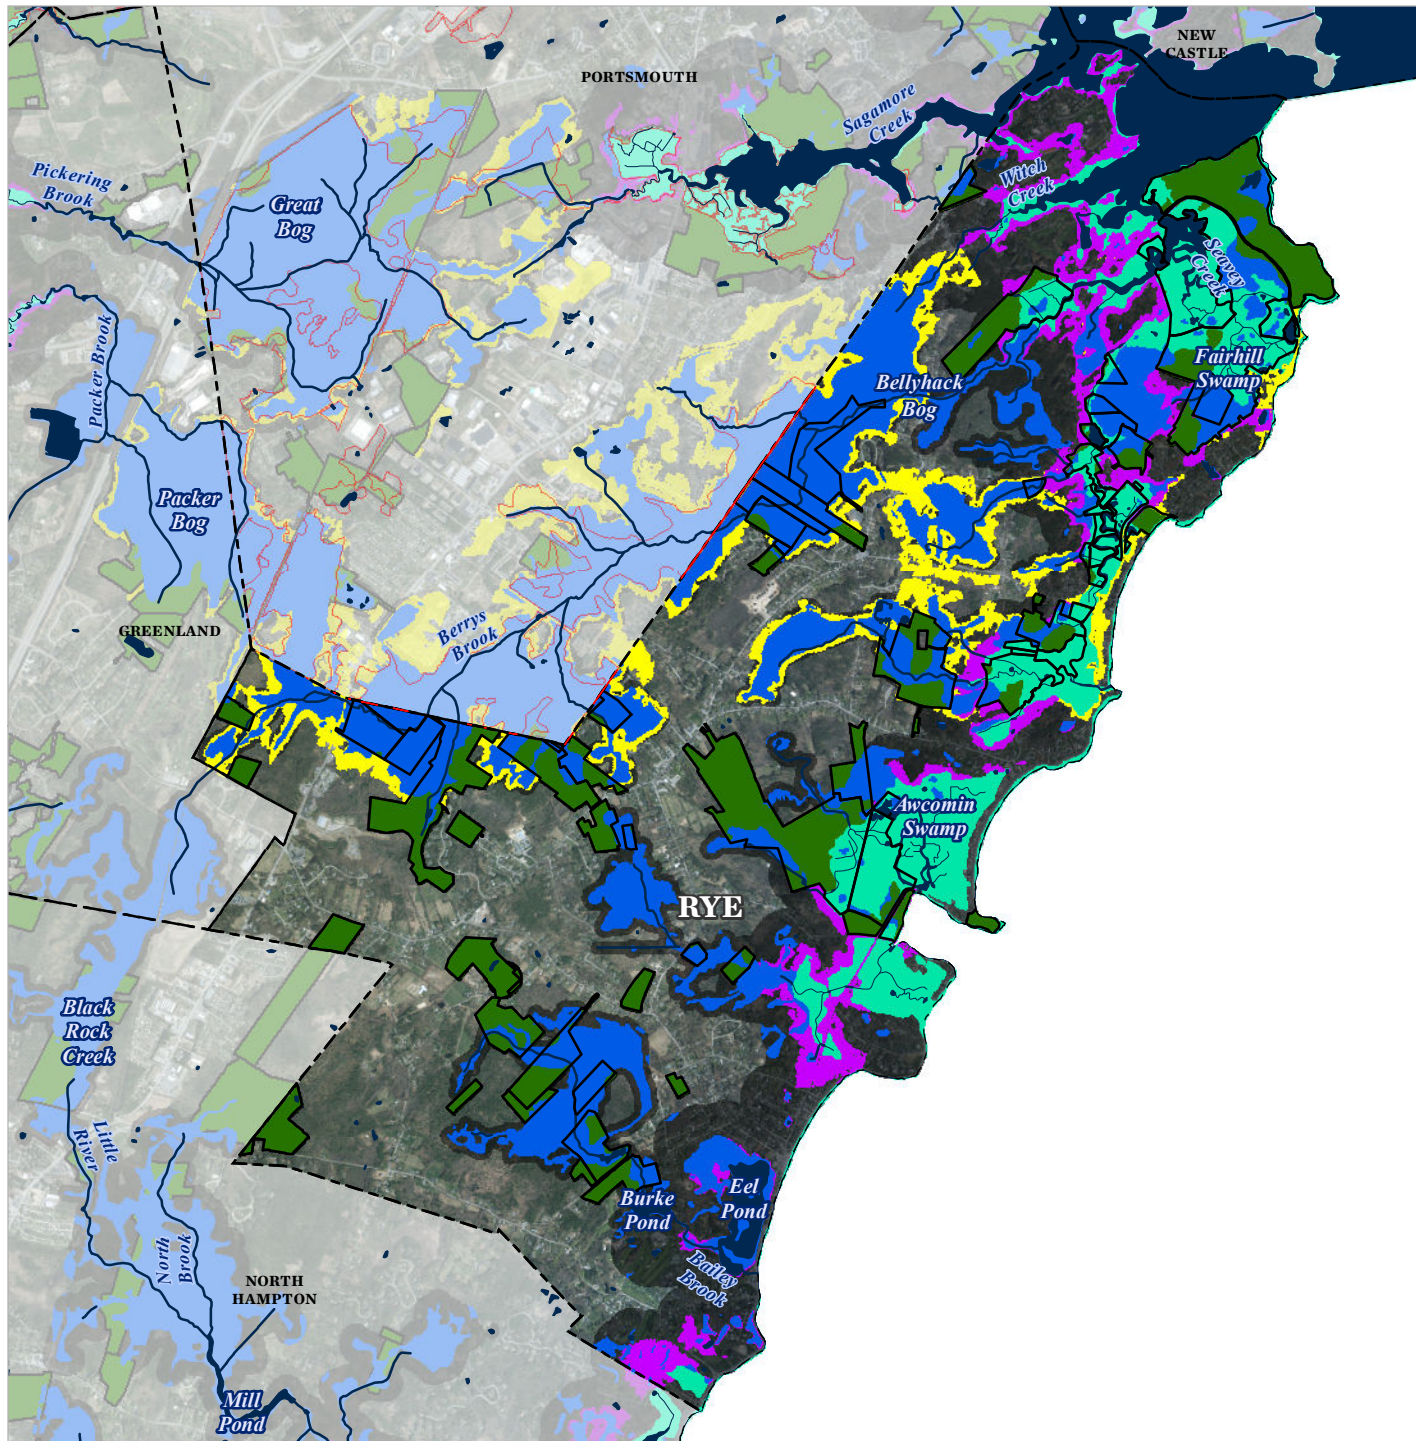 NEW
CASTLE
PORTSMOUTH
Sagamore
Creek
Pickering
Brook
Witch
Creek
Great
Bog
Seavey
Creek
Packer Brook
Fairhill
Swamp
Bellyhack
Bog
Packer
Bog
GREENLAND
Berrys
Brook
Awcomin
Swamp
RYE
Black
Rock
Creek
Little
River
Burke
Pond
Eel
Pond
North
Brook
Bailey
Brook
NORTH
HAMPTON
Mill
Pond